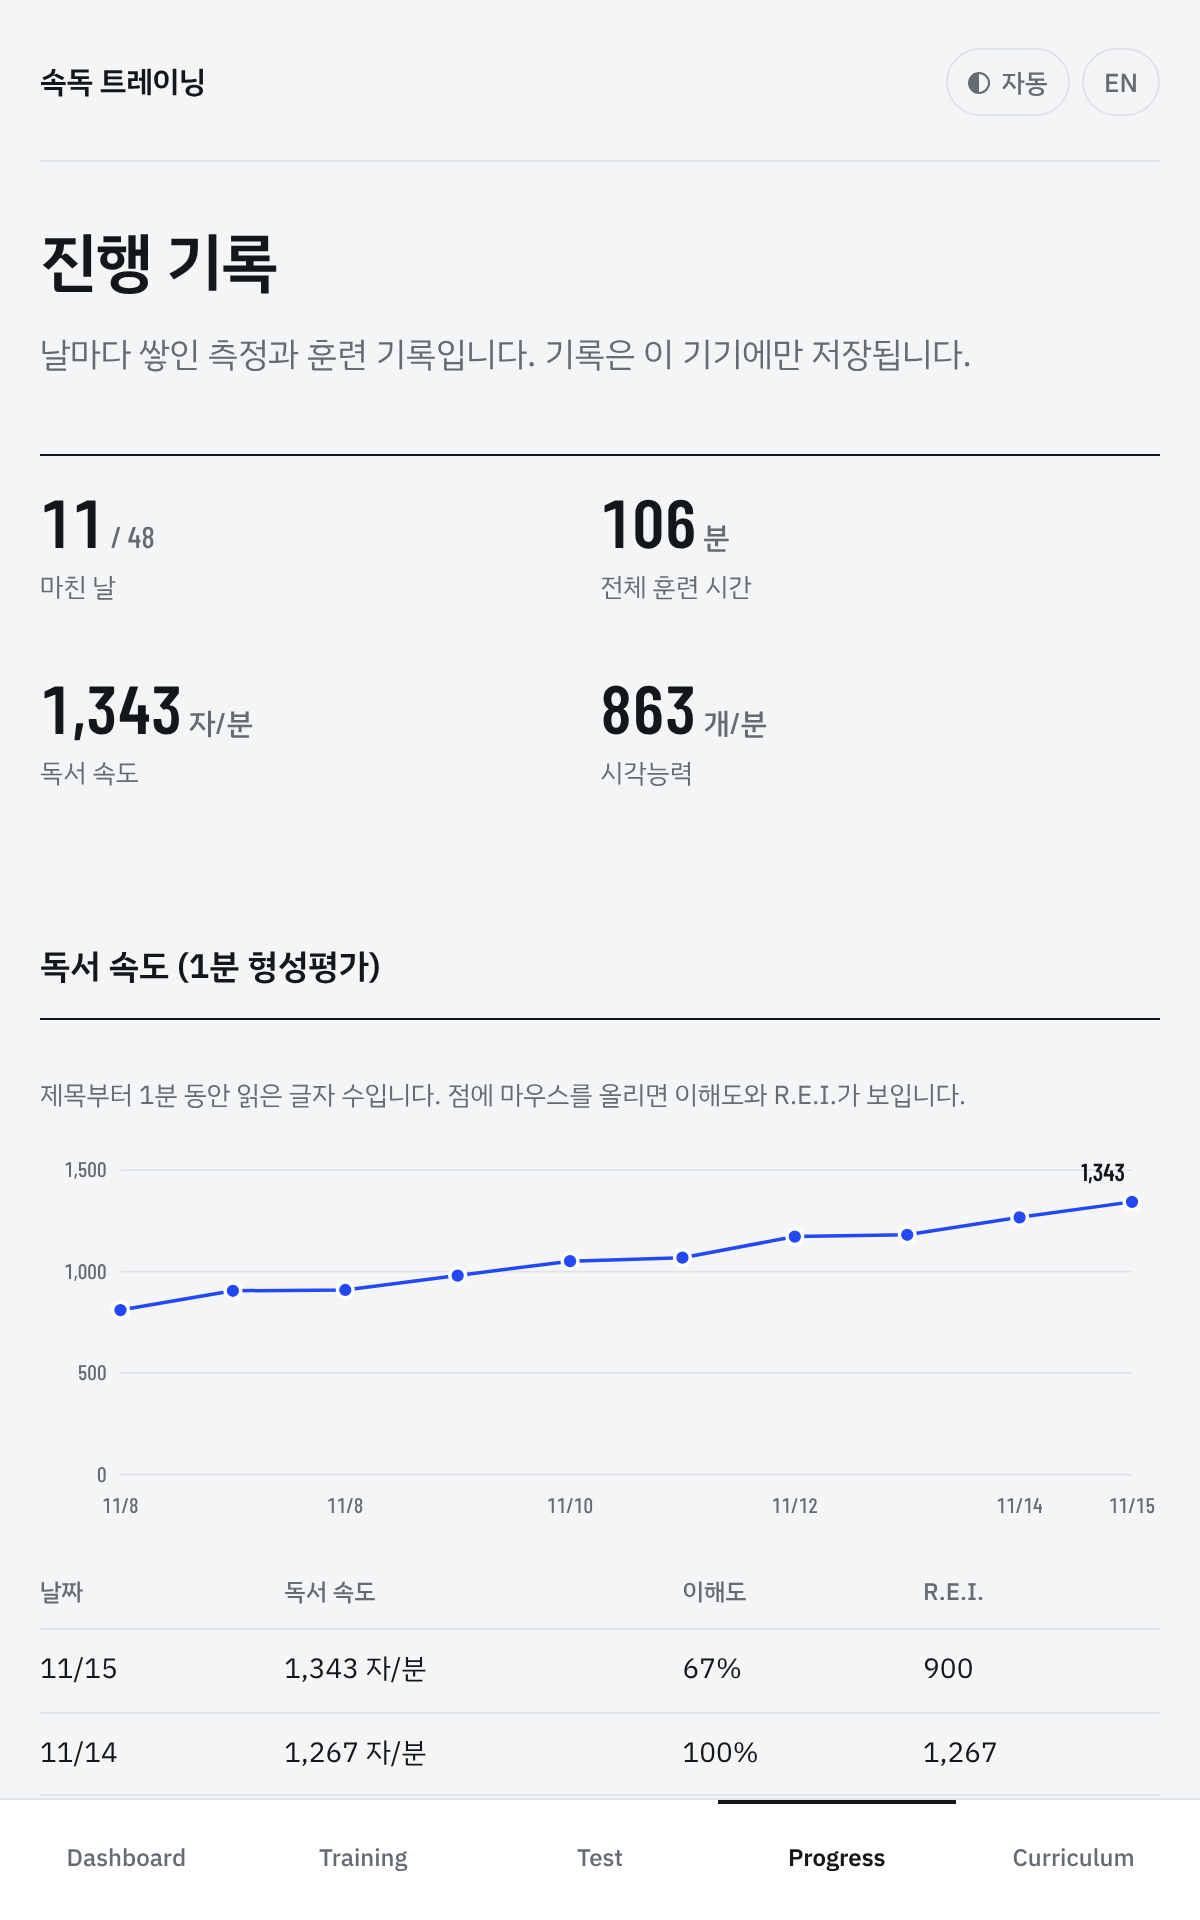 속독 트레이닝
자동
EN
진행 기록
날마다 쌓인 측정과 훈련 기록입니다. 기록은 이 기기에만 저장됩니다.
11 / 48
마친 날
106 분
전체 훈련 시간
1,343 자/분
독서 속도
863 개/분
시각능력
독서 속도 (1분 형성평가)
제목부터 1분 동안 읽은 글자 수입니다. 점에 마우스를 올리면 이해도와 R.E.I.가 보입니다.
1,500
1,343
1,000
500
0
11/8 11/8 11/10 11/12 11/14 11/15
날짜 독서 속도 이해도 R.E.I.
11/15 1,343 자/분 67% 900
11/14 1,267 자/분 100% 1,267
Dashboard Training Test Progress Curriculum